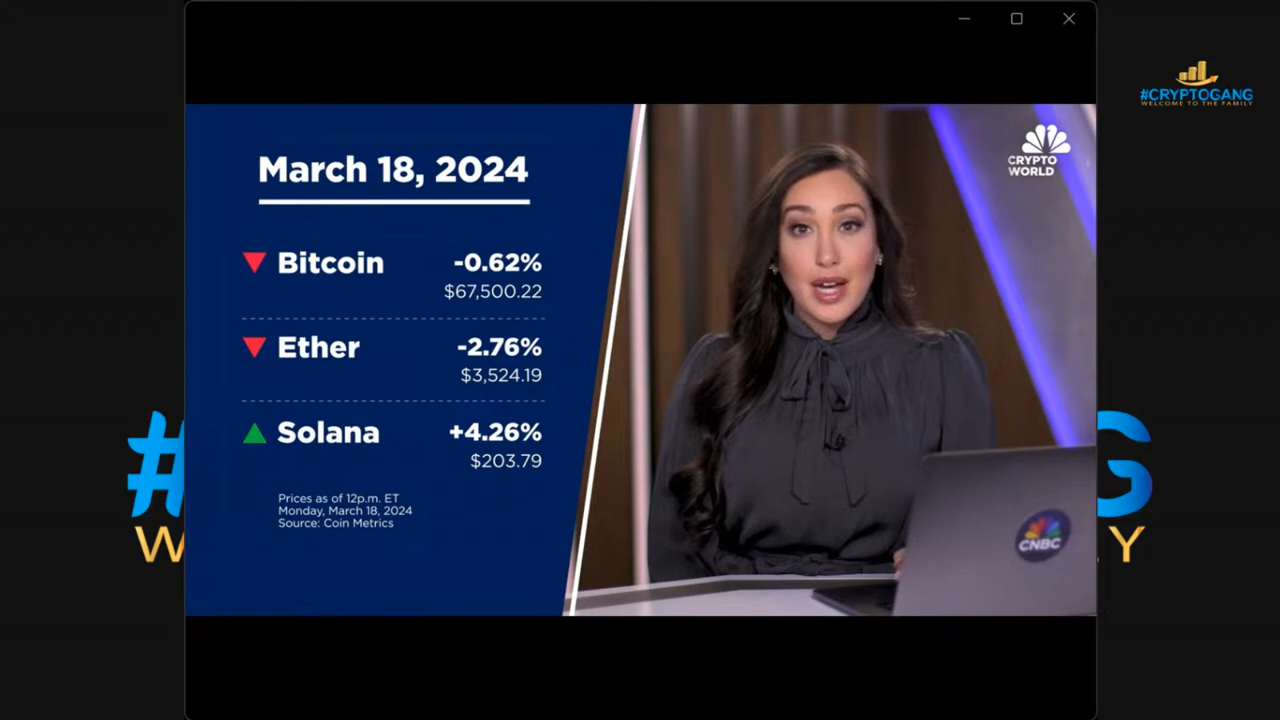 #CRYPTOGANG
WELCOME TO THE FAMILY
CRYPTO
WORLD
March 18, 2024
Bitcoin -0.62%
$67,500.22
Ether -2.76%
$3,524.19
Solana +4.26%
$203.79
Prices as of 12p.m. ET
Monday, March 18, 2024
Source: Coin Metrics
CNBC
#
G
W
Y